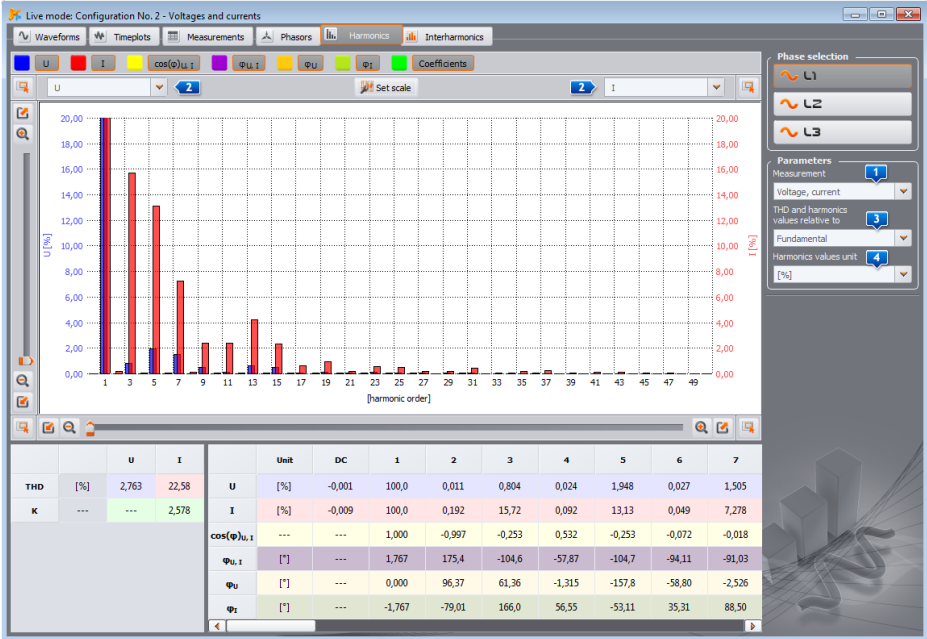 Live mode: Configuration No. 2 - Voltages and currents
Waveforms Timeplots Measurements Phasors Harmonics Interharmonics
U I cos(φ)U, I φU, I φU φI Coefficients
U 2 Set scale 2 I
20,00 20,00
18,00 18,00
16,00 16,00
14,00 14,00
12,00 12,00
10,00 10,00
8,00 8,00
6,00 6,00
4,00 4,00
2,00 2,00
0,00 0,00
U [%]
I [%]
1 3 5 7 9 11 13 15 17 19 21 23 25 27 29 31 33 35 37 39 41 43 45 47 49
[harmonic order]
Phase selection
L1
L2
L3
Parameters
Measurement 1
Voltage, current
THD and harmonics
values relative to 3
Fundamental
Harmonics values unit 4
[%]
U I
THD [%] 2,763 22,58
K --- --- 2,578
Unit DC 1 2 3 4 5 6 7
U [%] -0,001 100,0 0,011 0,804 0,024 1,948 0,027 1,505
I [%] -0,009 100,0 0,192 15,72 0,092 13,13 0,049 7,278
cos(φ)U, I --- --- 1,000 -0,997 -0,253 0,532 -0,253 -0,072 -0,018
φU, I [°] --- 1,767 175,4 -104,6 -57,87 -104,7 -94,11 -91,03
φU [°] --- 0,000 96,37 61,36 -1,315 -157,8 -58,80 -2,526
φI [°] --- -1,767 -79,01 166,0 56,55 -53,11 35,31 88,50